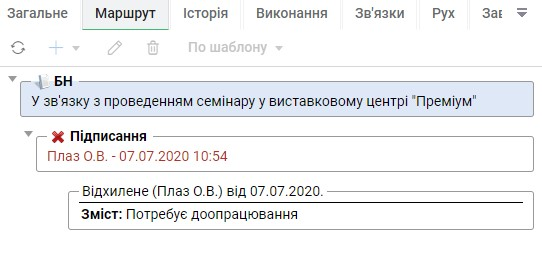 Загальне Маршрут Історія Виконання Зв'язки Рух
По шаблону
БН
У зв'язку з проведенням семінару у виставковому центрі "Преміум"
Підписання
Плаз О.В. - 07.07.2020 10:54
Відхилене (Плаз О.В.) від 07.07.2020.
Зміст: Потребує доопрацювання